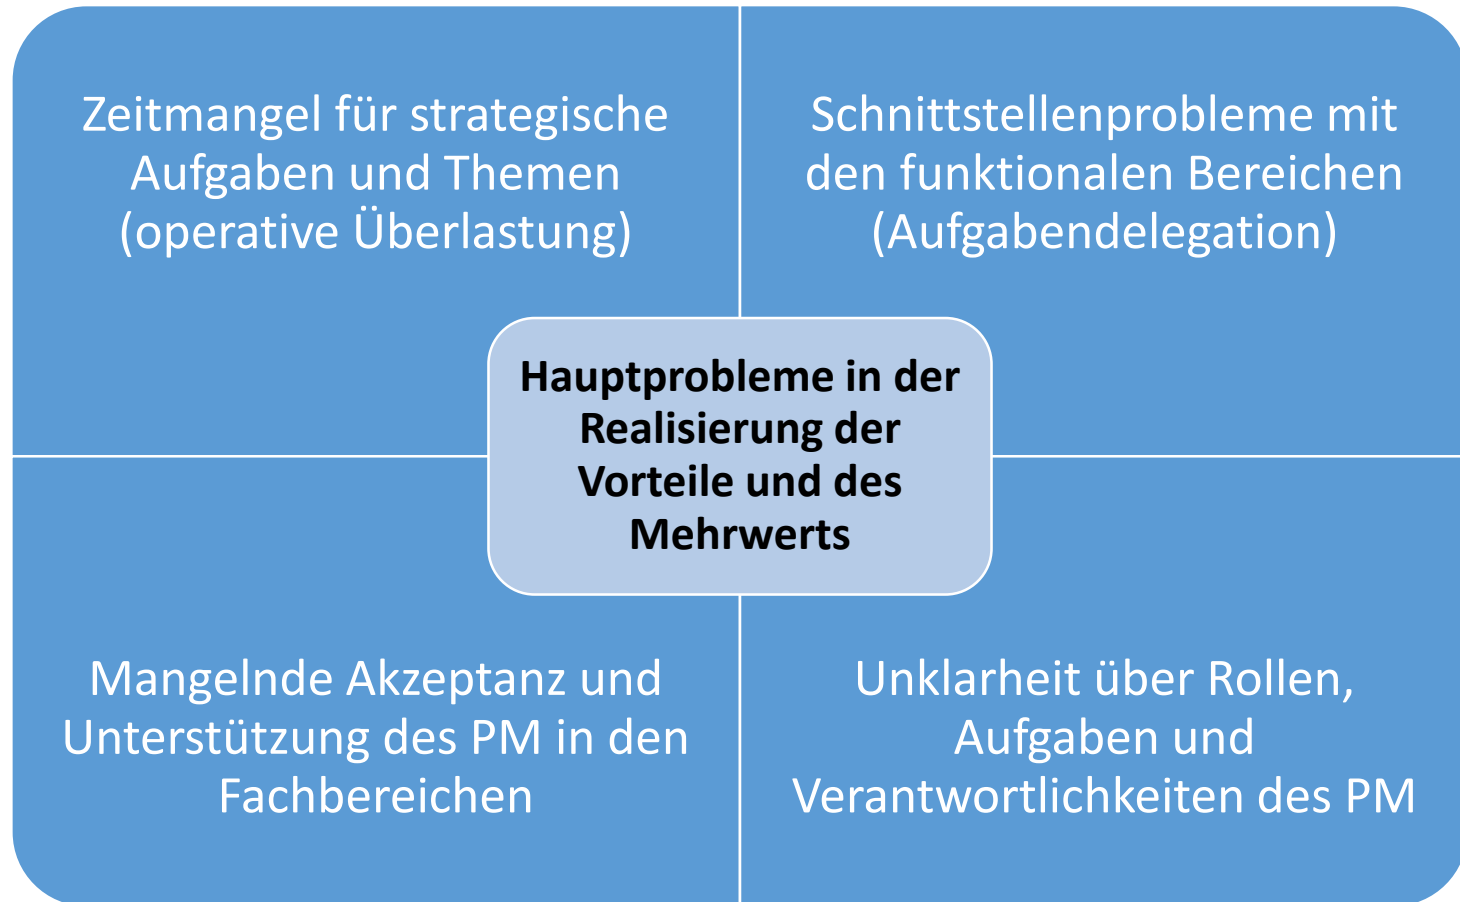 Zeitmangel für strategische
Aufgaben und Themen
(operative Überlastung)
Schnittstellenprobleme mit
den funktionalen Bereichen
(Aufgabendelegation)
Hauptprobleme in der
Realisierung der
Vorteile und des
Mehrwerts
Mangelnde Akzeptanz und
Unterstützung des PM in den
Fachbereichen
Unklarheit über Rollen,
Aufgaben und
Verantwortlichkeiten des PM